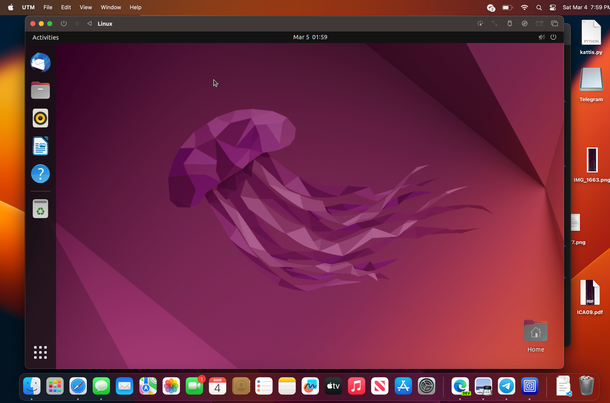 UTM File Edit View Window Help
Sat Mar 4 7:59 PM
Linux
Activities
Mar 5 01:59
kattis.py
Telegram
IMG_1663.png
7.png
PDF
ICA09.pdf
Home
1
MAR
4
tv